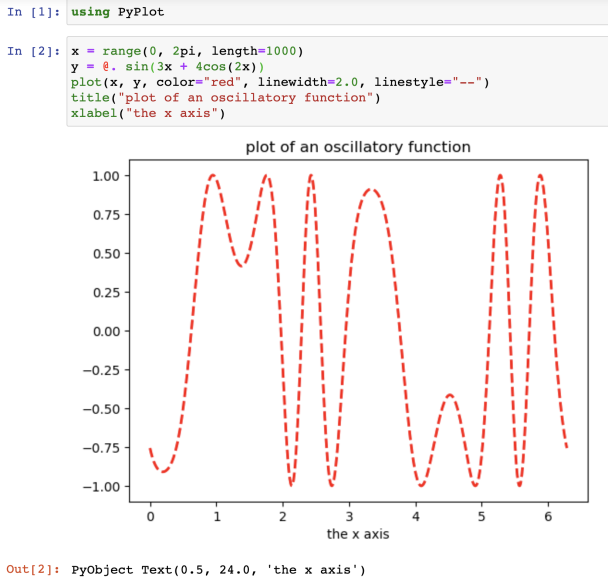 In [1]: using PyPlot
In [2]: x = range(0, 2pi, length=1000)
y = @. sin(3x + 4cos(2x))
plot(x, y, color="red", linewidth=2.0, linestyle="--")
title("plot of an oscillatory function")
xlabel("the x axis")
plot of an oscillatory function
1.00
0.75
0.50
0.25
0.00
−0.25
−0.50
−0.75
−1.00
0 1 2 3 4 5 6
the x axis
Out[2]: PyObject Text(0.5, 24.0, 'the x axis')